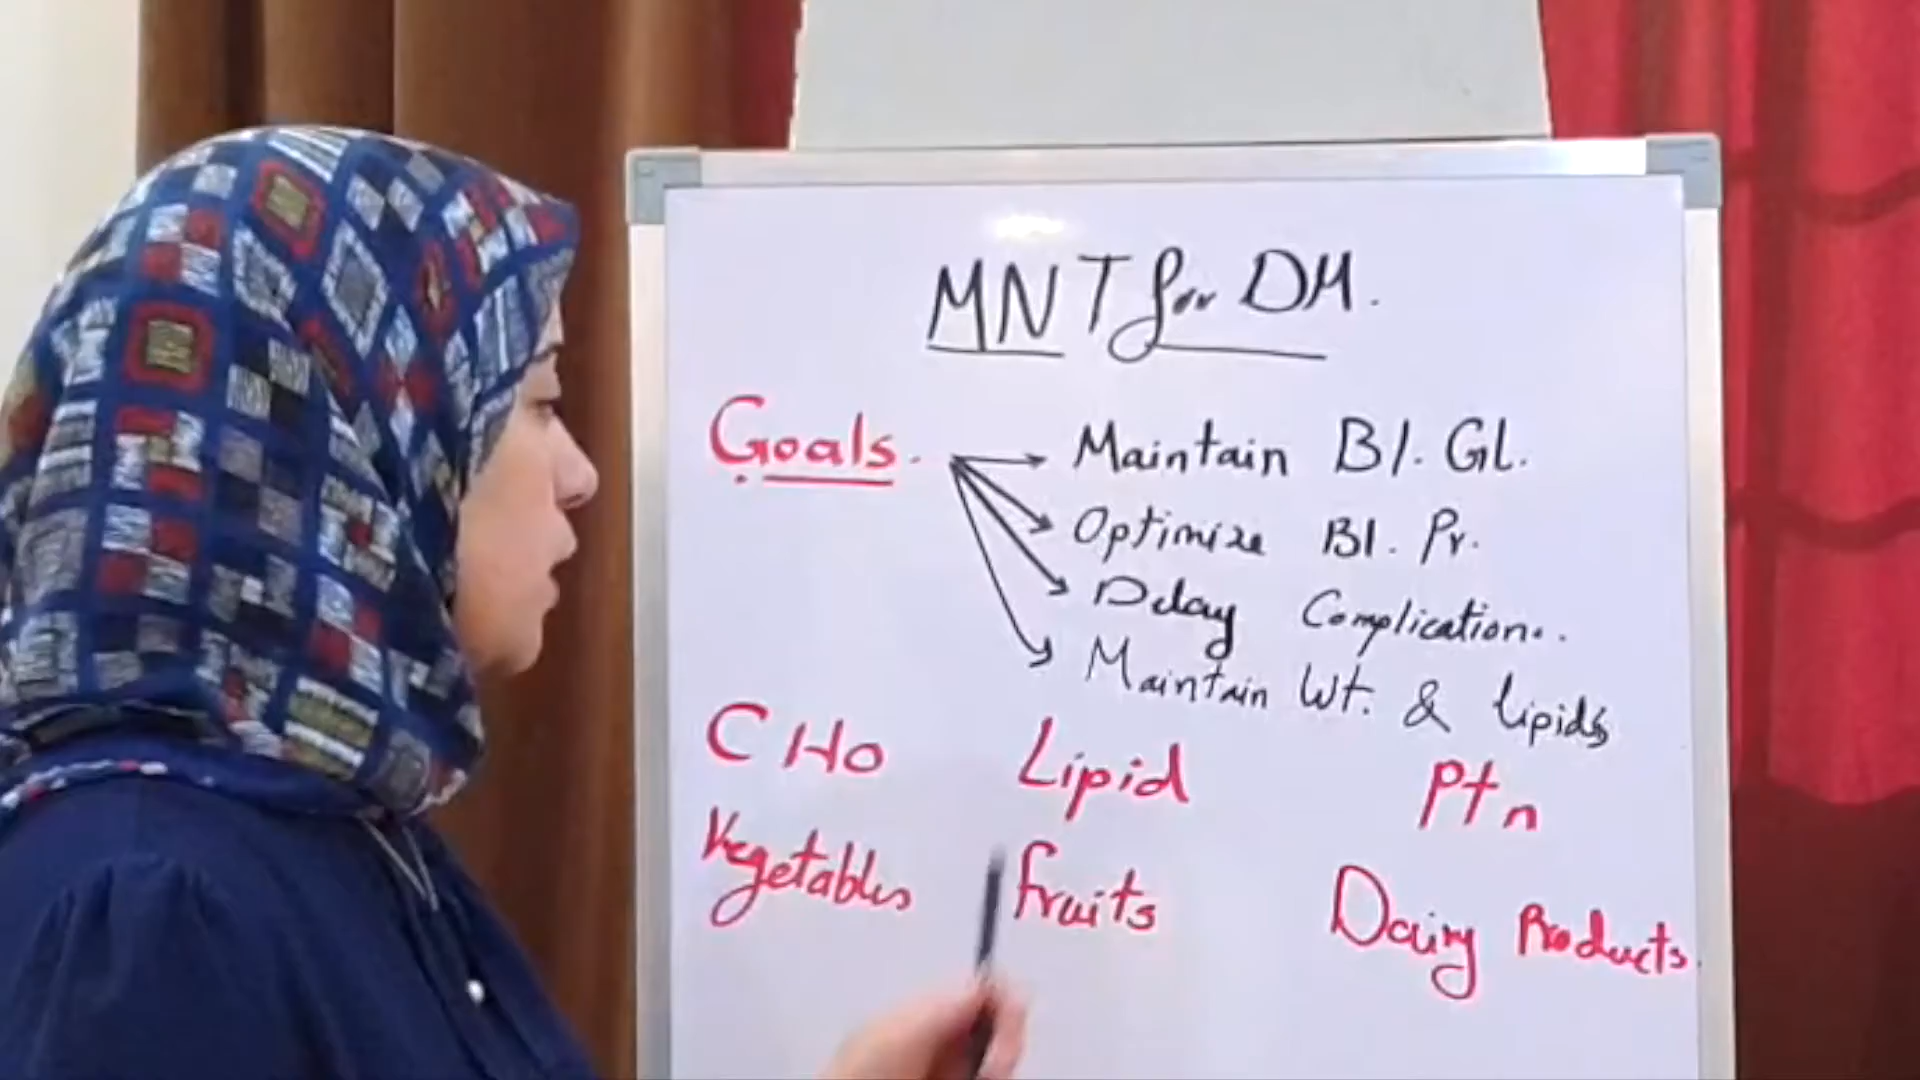 MNT for DM.
Goals. Maintain Bl. Gl.
Optimize Bl. Pr.
Delay Complication..
Maintain Wt. & lipids
CHo Lipid Ptn
Vegetables fruits Dairy Products.